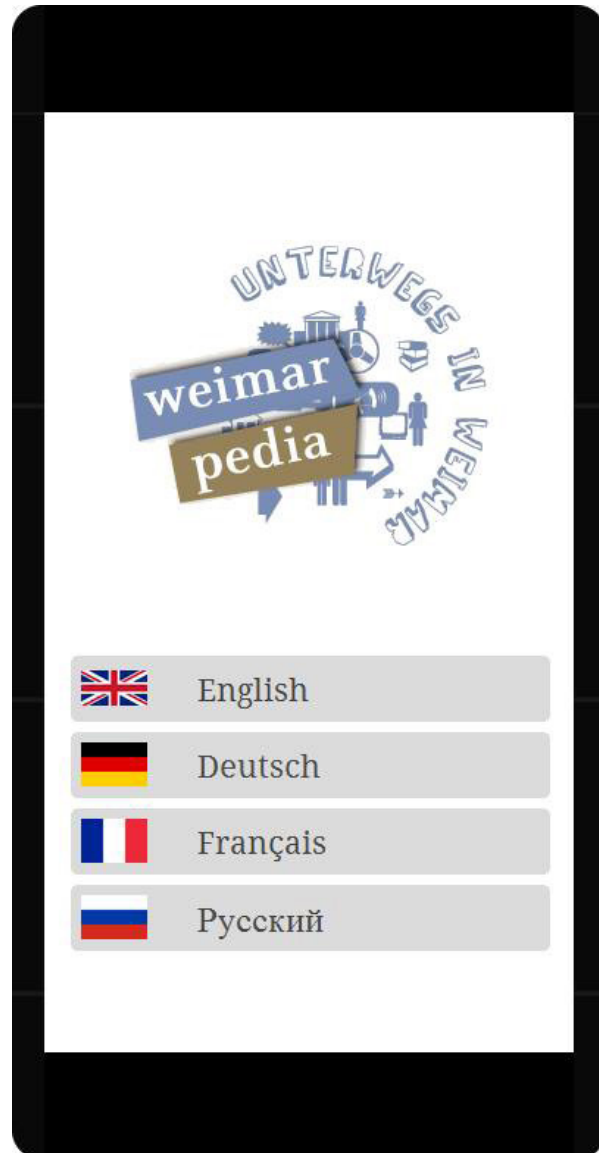 UNTERWEGS IN WEIMAR
weimar
pedia
English
Deutsch
Français
Русский